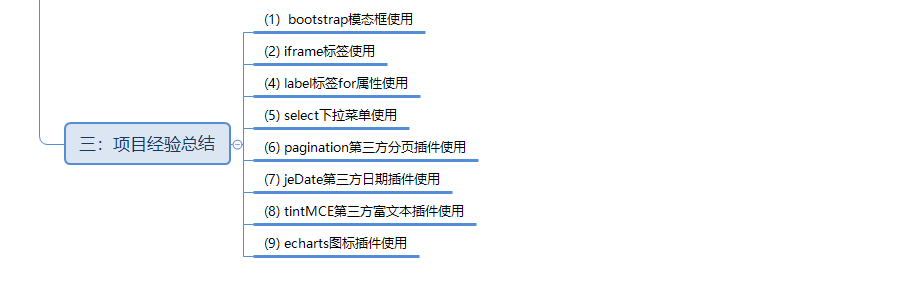 (1)  bootstrap模态框使用
(2) iframe标签使用
(4) label标签for属性使用
(5) select下拉菜单使用
三：项目经验总结
(6) pagination第三方分页插件使用
(7) jeDate第三方日期插件使用
(8) tintMCE第三方富文本插件使用
(9) echarts图标插件使用